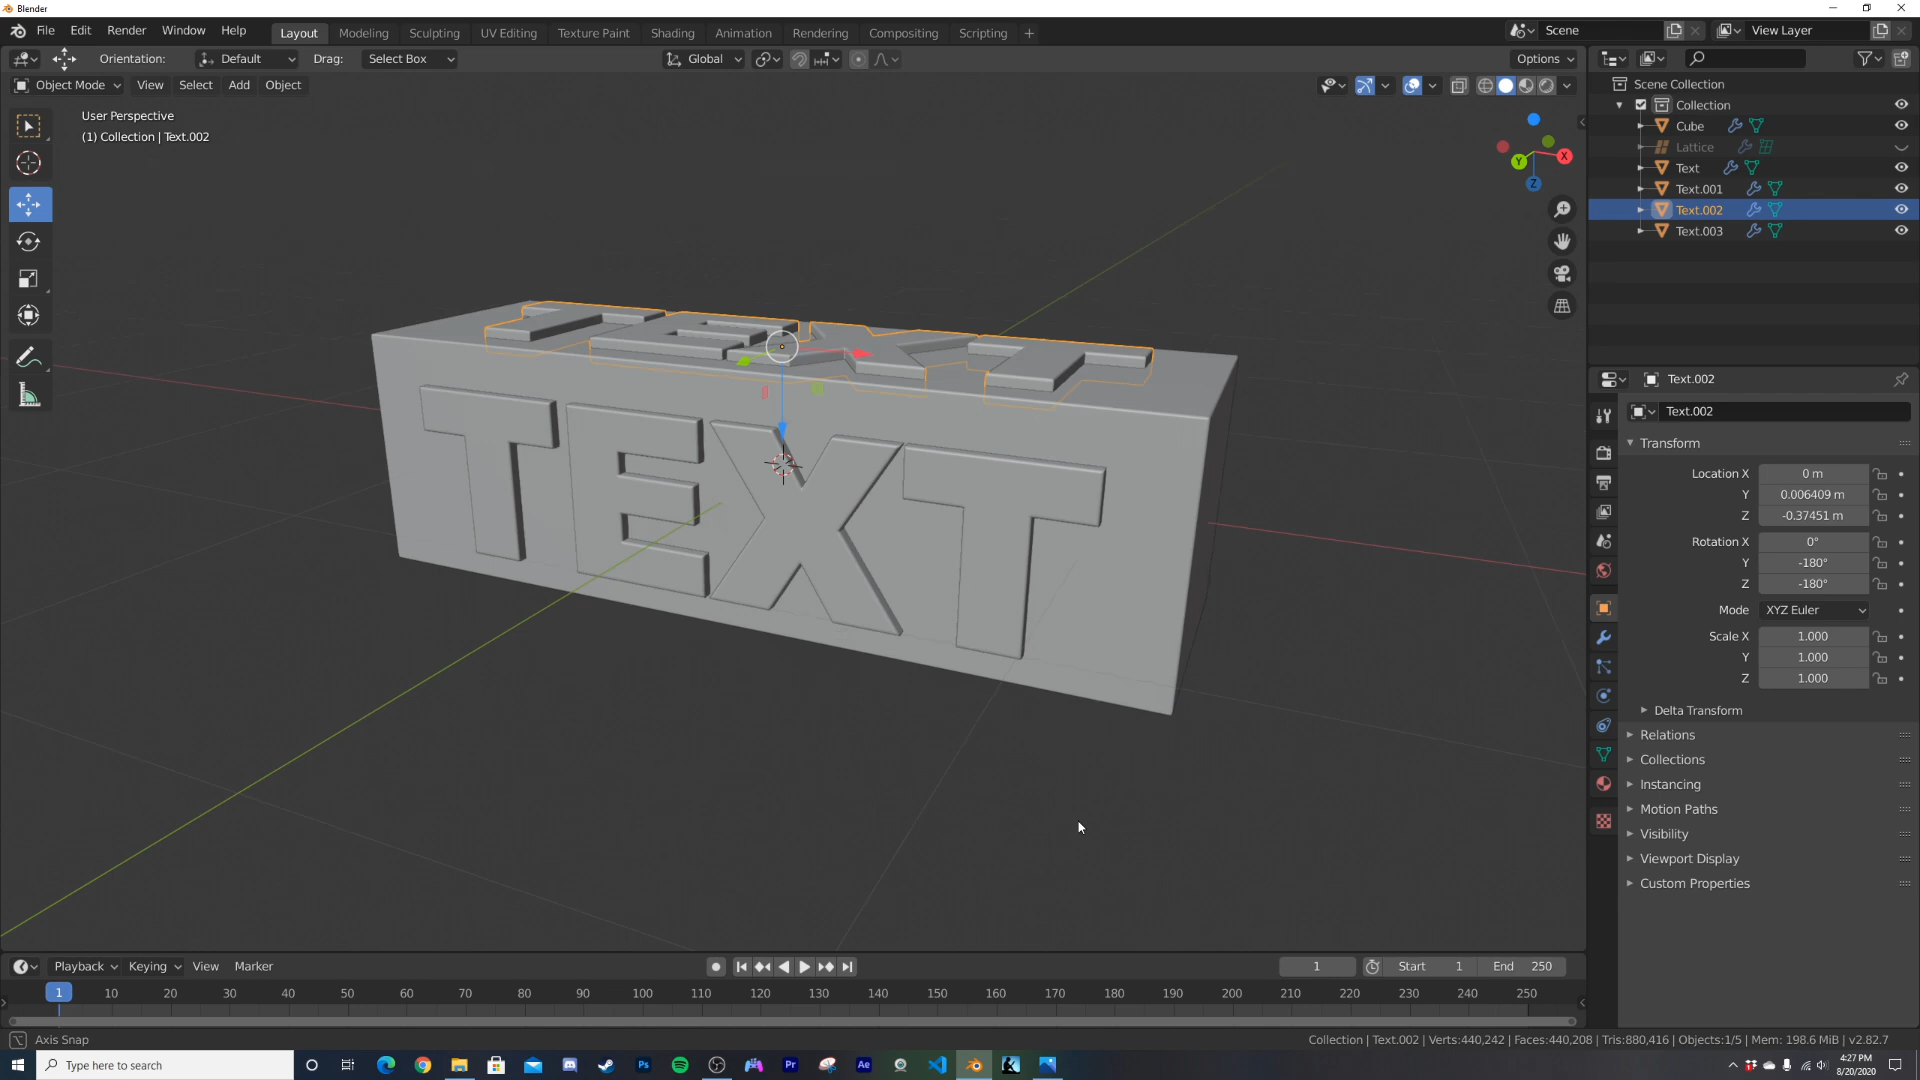 Blender
File Edit Render Window Help Layout Modeling Sculpting UV Editing Texture Paint Shading Animation Rendering Compositing Scripting + Scene View Layer
Orientation: Default Drag: Select Box Global Options
Object Mode View Select Add Object
User Perspective
(1) Collection | Text.002
X
Y
Z
TEXT
TEXT
Scene Collection
Collection
Cube
Lattice
Text
Text.001
Text.002
Text.003
Text.002
Text.002
Transform
Location X 0 m
Y 0.006409 m
Z -0.37451 m
Rotation X 0°
Y -180°
Z -180°
Mode XYZ Euler
Scale X 1.000
Y 1.000
Z 1.000
Delta Transform
Relations
Collections
Instancing
Motion Paths
Visibility
Viewport Display
Custom Properties
Playback Keying View Marker 1 Start 1 End 250
1 10 20 30 40 50 60 70 80 90 100 110 120 130 140 150 160 170 180 190 200 210 220 230 240 250
Axis Snap Collection | Text.002 | Verts:440,242 | Faces:440,208 | Tris:880,416 | Objects:1/5 | Mem: 198.6 MiB | v2.82.7
Type here to search Ps Pr Ae 4:27 PM
8/20/2020